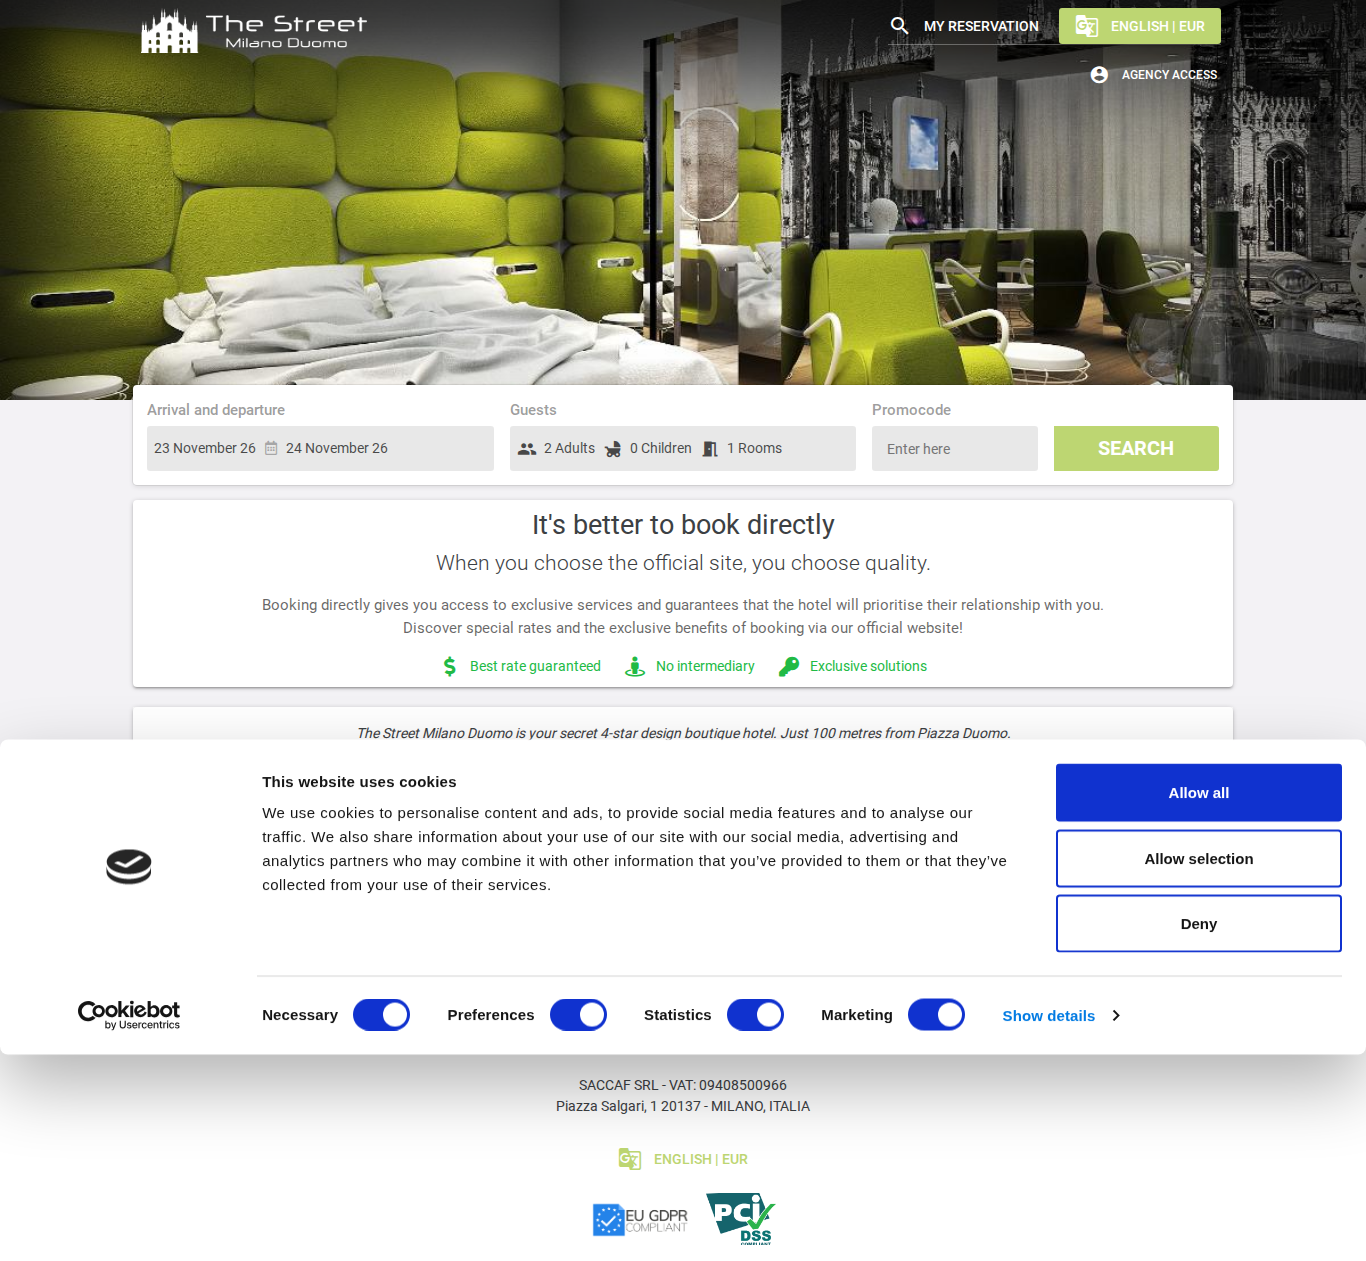 The Street
Milano Duomo
MY RESERVATION
ENGLISH | EUR
AGENCY ACCESS
Arrival and departure
Guests
Promocode
23 November 26
24 November 26
2 Adults
0 Children
1 Rooms
Enter here
SEARCH
It's better to book directly
When you choose the official site, you choose quality.
Booking directly gives you access to exclusive services and guarantees that the hotel will prioritise their relationship with you.
Discover special rates and the exclusive benefits of booking via our official website!
Best rate guaranteed
No intermediary
Exclusive solutions
The Street Milano Duomo is your secret 4-star design boutique hotel. Just 100 metres from Piazza Duomo.
This website uses cookies
We use cookies to personalise content and ads, to provide social media features and to analyse our
traffic. We also share information about your use of our site with our social media, advertising and
analytics partners who may combine it with other information that you’ve provided to them or that they’ve
collected from your use of their services.
Allow all
Allow selection
Deny
Cookiebot
by Usercentrics
Necessary
Preferences
Statistics
Marketing
Show details
SACCAF SRL - VAT: 09408500966
Piazza Salgari, 1 20137 - MILANO, ITALIA
ENGLISH | EUR
EU GDPR
COMPLIANT
PCI
DSS
COMPLIANT